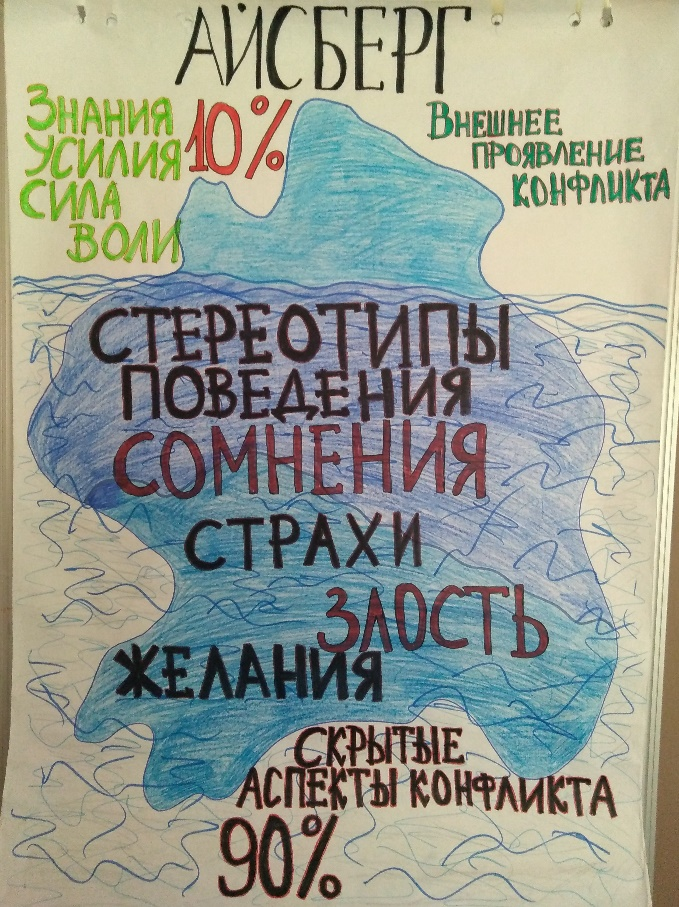 АЙСБЕРГ
ЗНАНИЯ
УСИЛИЯ
СИЛА
ВОЛИ
10%
ВНЕШНЕЕ
ПРОЯВЛЕНИЕ
КОНФЛИКТА
СТЕРЕОТИПЫ
ПОВЕДЕНИЯ
СОМНЕНИЯ
СТРАХИ
ЗЛОСТЬ
ЖЕЛАНИЯ
СКРЫТЫЕ
АСПЕКТЫ КОНФЛИКТА
90%